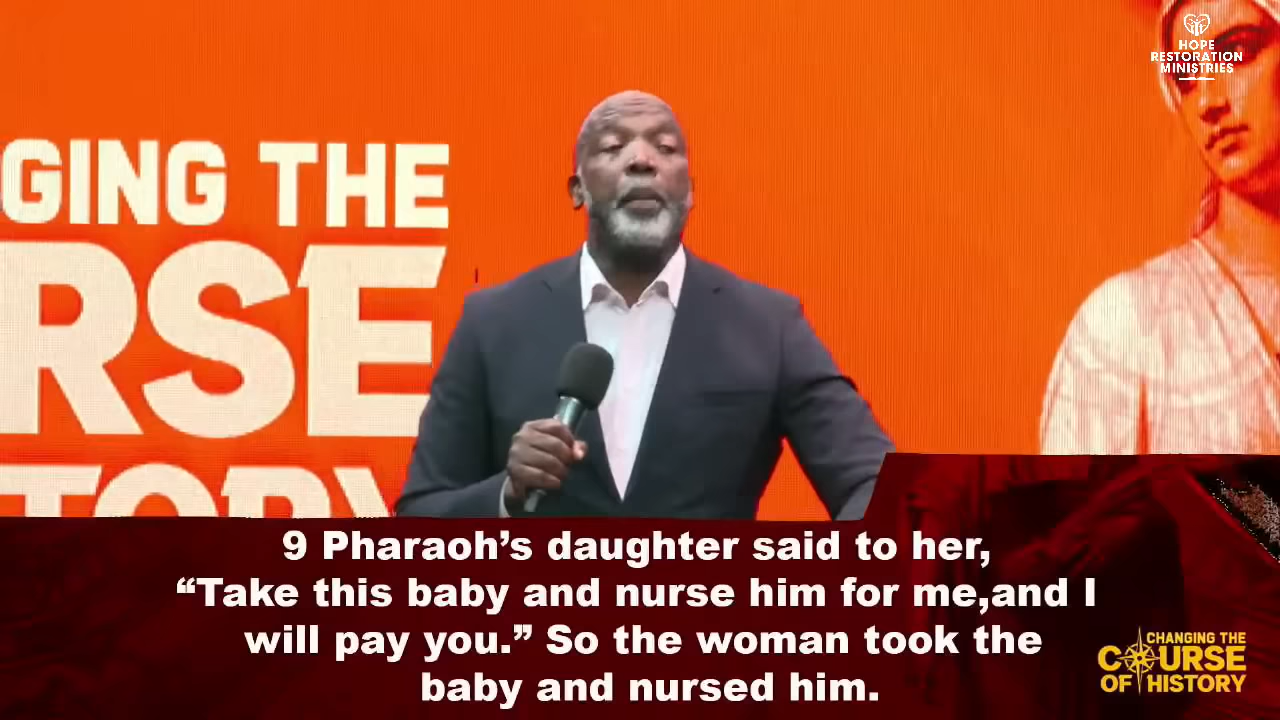 HOPE
RESTORATION
MINISTRIES
GING THE
RSE
TORY
9 Pharaoh’s daughter said to her,
“Take this baby and nurse him for me,and I
will pay you.” So the woman took the
baby and nursed him.
CHANGING THE
COURSE
OF HISTORY